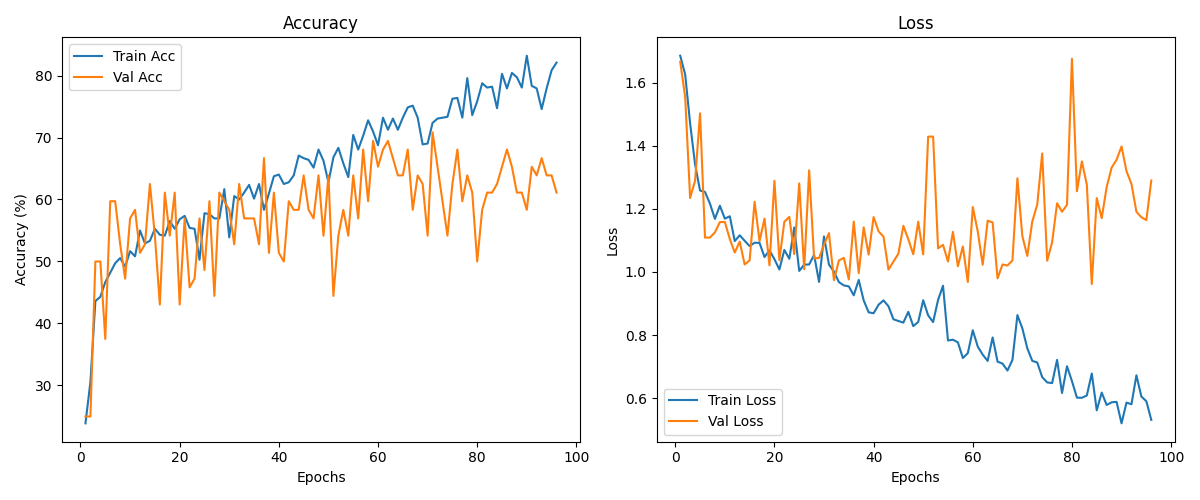 Accuracy
Train Acc
Val Acc
Accuracy (%)
80
70
60
50
40
30
0 20 40 60 80 100
Epochs
Loss
Loss
1.6
1.4
1.2
1.0
0.8
0.6
Train Loss
Val Loss
0 20 40 60 80 100
Epochs